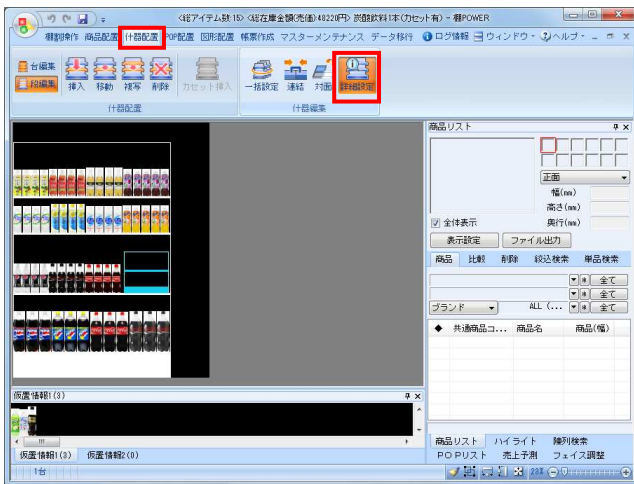 <総アイテム数:15> <総在庫金額(売価):48220円> 炭酸飲料1本(カセット有) - 棚POWER
棚割操作 商品配置 什器配置 POP配置 図形配置 帳票作成 マスターメンテナンス データ移行 ログ情報 ウィンドウ ヘルプ
台編集
段編集
挿入 移動 複写 削除 カセット挿入 一括設定 連結 対面 詳細設定
什器配置 什器編集
商品リスト
正面
幅(mm)
高さ(mm)
全体表示 奥行(mm)
表示設定 ファイル出力
商品 比較 削除 絞込検索 単品検索
* 全て
* 全て
ブランド ALL (... * 全て
◆ 共通商品コ... 商品名 商品(幅)
仮置情報1(3)
商品リスト ハイライト 陳列検索
仮置情報1(3) 仮置情報2(0)
POPリスト 売上予測 フェイス調整
1台 23%